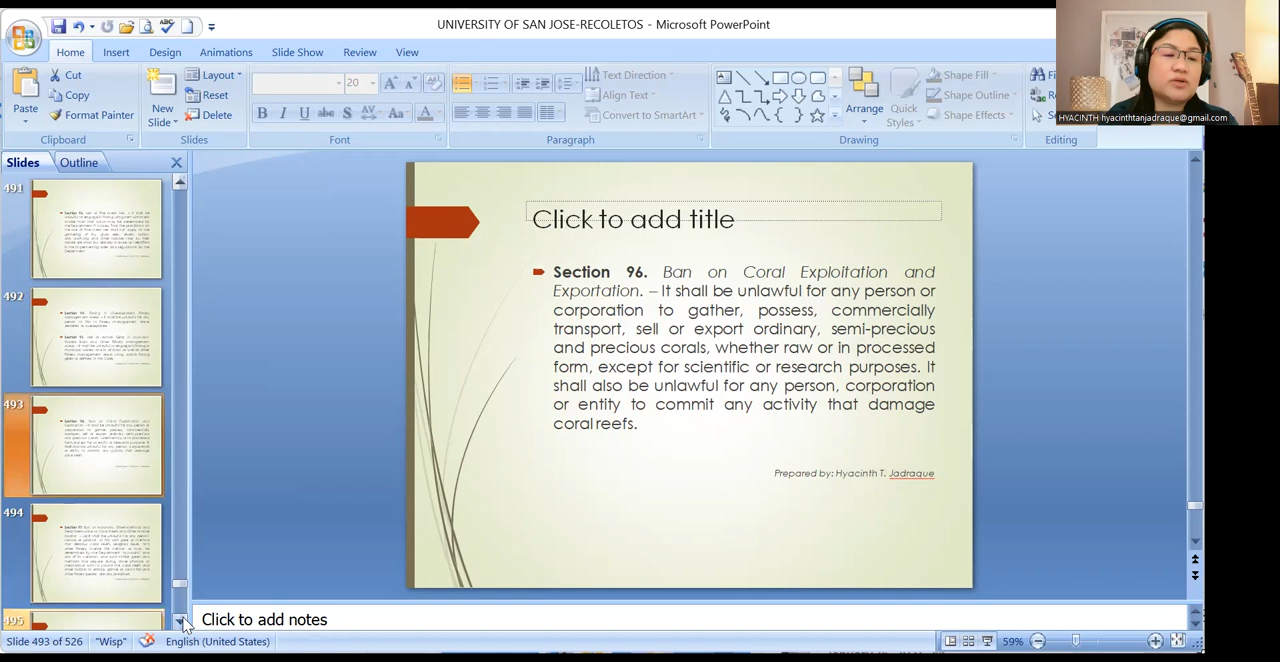 UNIVERSITY OF SAN JOSE-RECOLETOS - Microsoft PowerPoint
Home Insert Design Animations Slide Show Review View
Paste
Cut
Copy
Format Painter
Clipboard
New Slide
Layout
Reset
Delete
Slides
20
Font
Text Direction
Align Text
Convert to SmartArt
Paragraph
Arrange
Quick Styles
Shape Fill
Shape Outline
Shape Effects
Drawing
Editing
HYACINTH hyacinthtanjadraque@gmail.com
Slides Outline
491
492
493
494
495
Click to add title
Section 96. Ban on Coral Exploitation and
Exportation. – It shall be unlawful for any person or
corporation to gather, possess, commercially
transport, sell or export ordinary, semi-precious
and precious corals, whether raw or in processed
form, except for scientific or research purposes. It
shall also be unlawful for any person, corporation
or entity to commit any activity that damage
coral reefs.
Prepared by: Hyacinth T. Jadraque
Click to add notes
Slide 493 of 526 "Wisp" English (United States) 59%